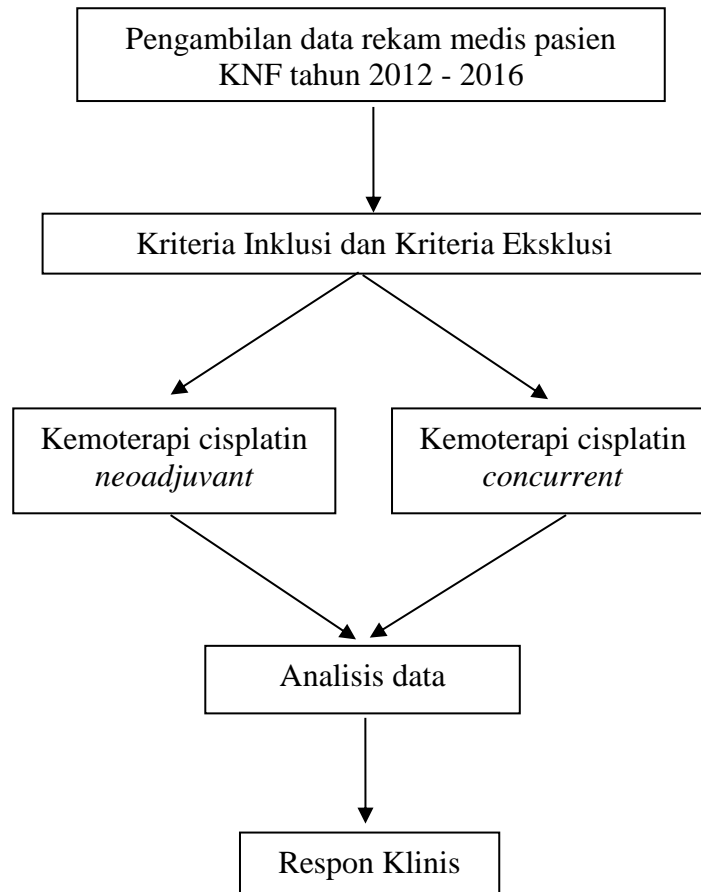 Pengambilan data rekam medis pasien
KNF tahun 2012 - 2016
Kriteria Inklusi dan Kriteria Eksklusi
Kemoterapi cisplatin
neoadjuvant
Kemoterapi cisplatin
concurrent
Analisis data
Respon Klinis